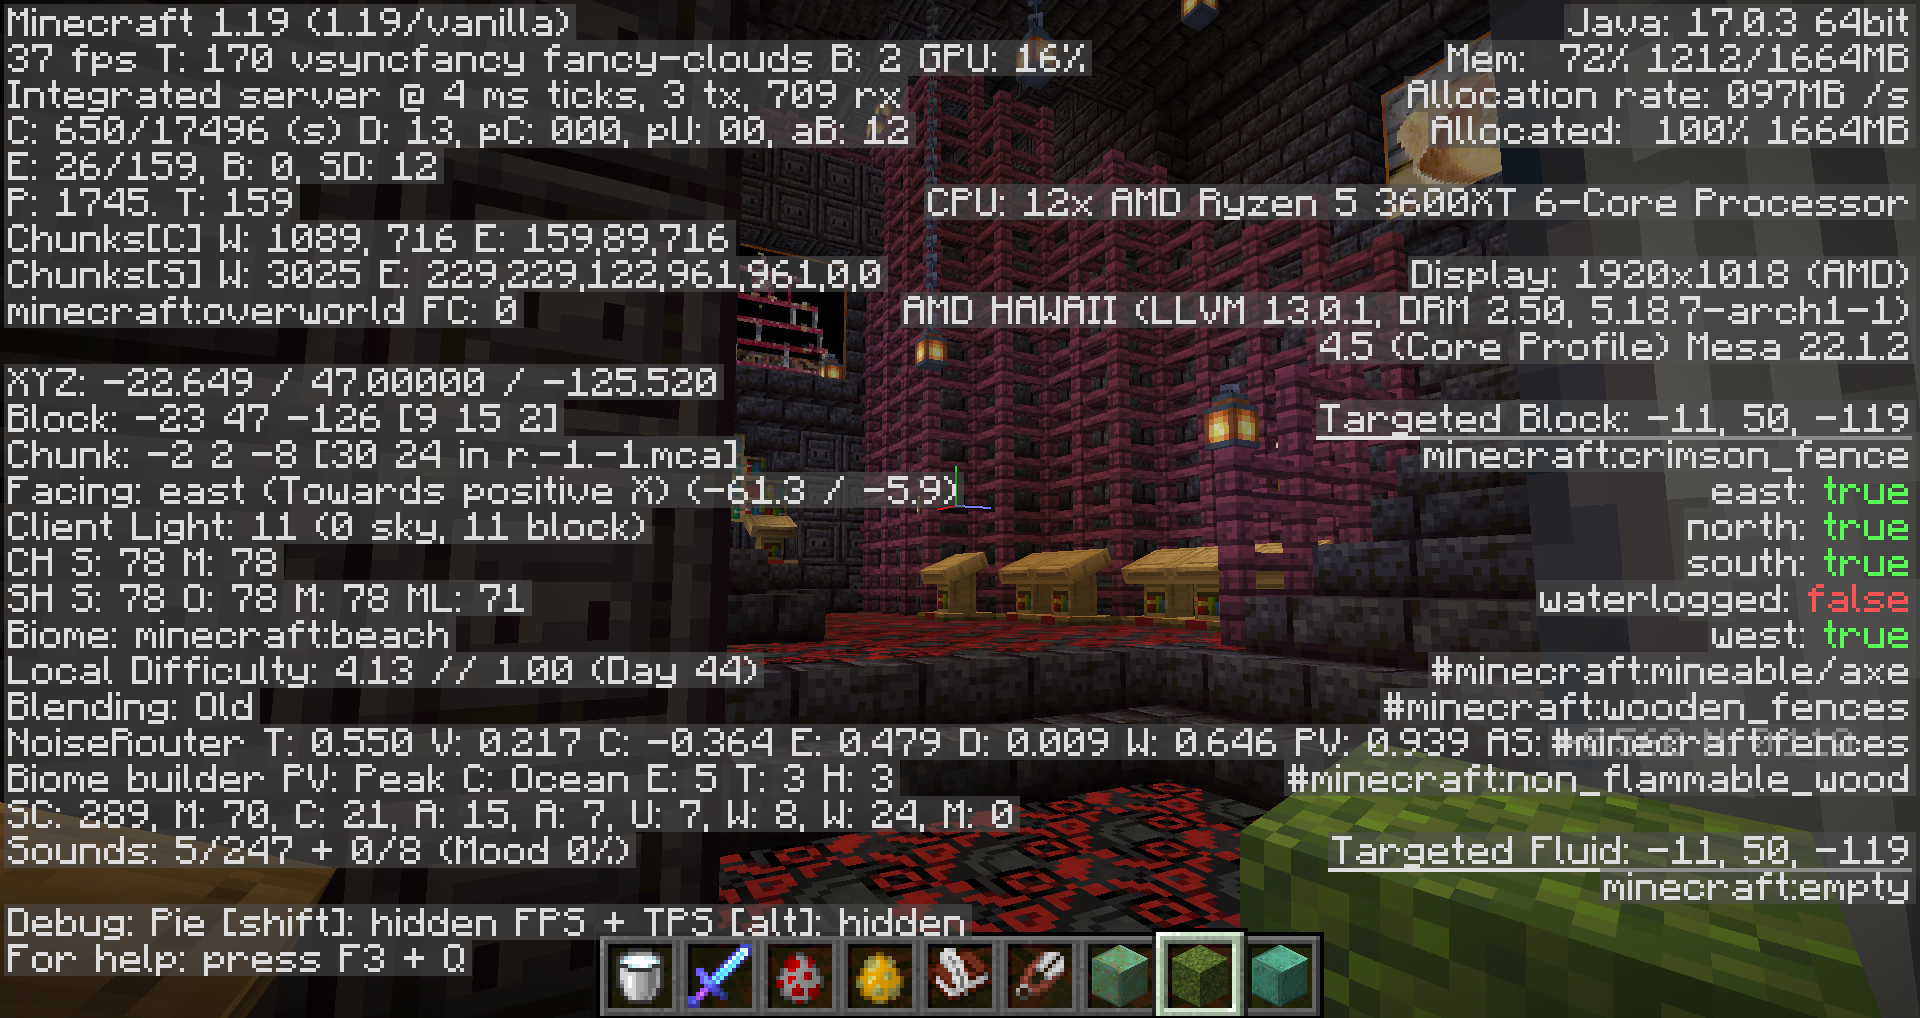 Minecraft 1.19 (1.19/vanilla)
37 fps T: 170 vsyncfancy fancy-clouds B: 2 GPU: 16%
Integrated server @ 4 ms ticks, 3 tx, 709 rx
C: 650/17496 (s) D: 13, pC: 000, pU: 00, aB: 12
E: 26/159, B: 0, SD: 12
P: 1745. T: 159
Chunks[C] W: 1089, 716 E: 159,89,716
Chunks[S] W: 3025 E: 229,229,122,961,961,0,0
minecraft:overworld FC: 0
XYZ: -22.649 / 47.00000 / -125.520
Block: -23 47 -126 [9 15 2]
Chunk: -2 2 -8 [30 24 in r.-1.-1.mca]
Facing: east (Towards positive X) (-61.3 / -5.9)
Client Light: 11 (0 sky, 11 block)
CH S: 78 M: 78
SH S: 78 O: 78 M: 78 ML: 71
Biome: minecraft:beach
Local Difficulty: 4.13 // 1.00 (Day 44)
Blending: Old
NoiseRouter T: 0.550 V: 0.217 C: -0.364 E: 0.479 D: 0.009 W: 0.646 PV: 0.939 AS:
Biome builder PV: Peak C: Ocean E: 5 T: 3 H: 3
SC: 289, M: 70, C: 21, A: 15, A: 7, U: 7, W: 8, W: 24, M: 0
Sounds: 5/247 + 0/8 (Mood 0%)
Debug: Pie [shift]: hidden FPS + TPS [alt]: hidden
For help: press F3 + Q
Java: 17.0.3 64bit
Mem: 72% 1212/1664MB
Allocation rate: 097MB /s
Allocated: 100% 1664MB
CPU: 12x AMD Ryzen 5 3600XT 6-Core Processor
Display: 1920x1018 (AMD)
AMD HAWAII (LLVM 13.0.1, DRM 2.50, 5.18.7-arch1-1)
4.5 (Core Profile) Mesa 22.1.2
Targeted Block: -11, 50, -119
minecraft:crimson_fence
east: true
north: true
south: true
waterlogged: false
west: true
#minecraft:mineable/axe
#minecraft:wooden_fences
#minecraft:fences
#minecraft:non_flammable_wood
Targeted Fluid: -11, 50, -119
minecraft:empty